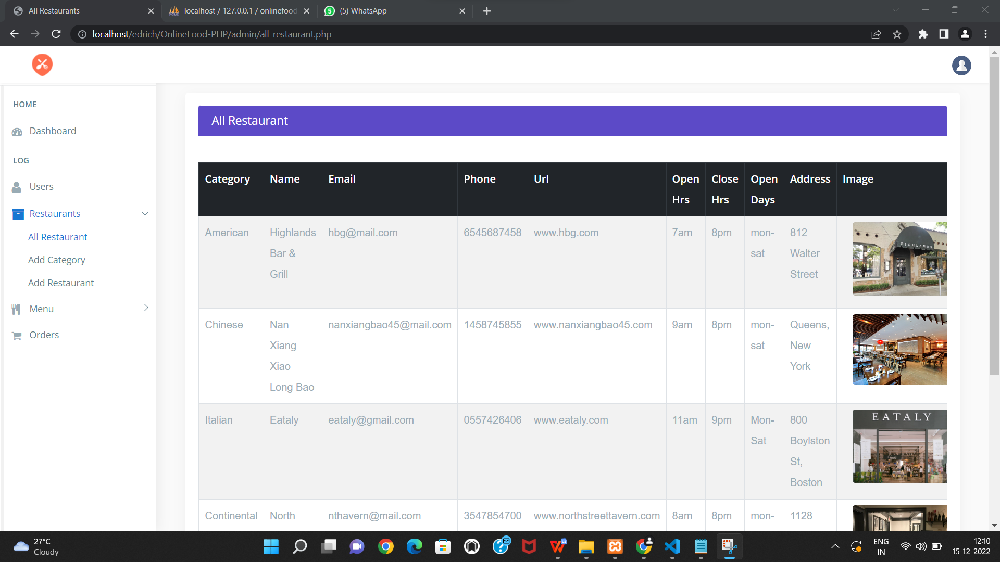 All Restaurants
localhost / 127.0.0.1 / onlinefood
(5) WhatsApp
localhost/edrich/OnlineFood-PHP/admin/all_restaurant.php
HOME
Dashboard
LOG
Users
Restaurants
All Restaurant
Add Category
Add Restaurant
Menu
Orders
All Restaurant
Category Name Email Phone Url Open Hrs Close Hrs Open Days Address Image
American Highlands Bar & Grill hbg@mail.com 6545687458 www.hbg.com 7am 8pm mon-sat 812 Walter Street
HIGHLANDS
Chinese Nan Xiang Xiao Long Bao nanxiangbao45@mail.com 1458745855 www.nanxiangbao45.com 9am 8pm mon-sat Queens, New York
Italian Eataly eataly@gmail.com 0557426406 www.eataly.com 11am 9pm Mon-Sat 800 Boylston St, Boston
EATALY
Continental North nthavern@mail.com 3547854700 www.northstreettavern.com 8am 8pm mon- 1128
27°C
Cloudy
ENG
IN
12:10
15-12-2022